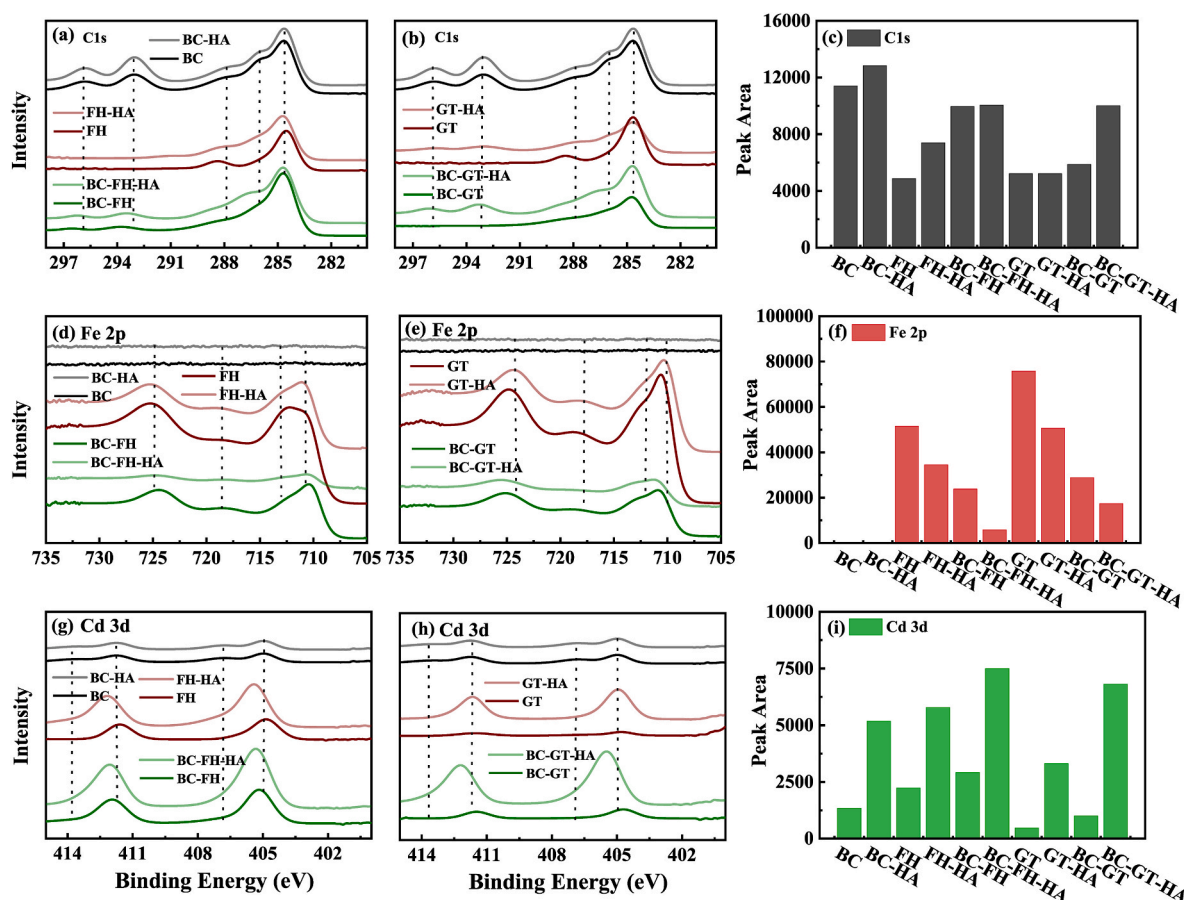 (a) C1s
BC-HA
BC
FH-HA
FH
BC-FH-HA
BC-FH
297 294 291 288 285 282
Intensity
(b) C1s
GT-HA
GT
BC-GT-HA
BC-GT
297 294 291 288 285 282
(c) C1s
16000
12000
8000
4000
0
Peak Area
BC BC-HA FH FH-HA BC-FH BC-FH-HA GT GT-HA BC-GT BC-GT-HA
(d) Fe 2p
BC-HA
BC
FH
FH-HA
BC-FH
BC-FH-HA
735 730 725 720 715 710 705
Intensity
(e) Fe 2p
GT
GT-HA
BC-GT
BC-GT-HA
735 730 725 720 715 710 705
(f) Fe 2p
100000
80000
60000
40000
20000
0
Peak Area
BC BC-HA FH FH-HA BC-FH BC-FH-HA GT GT-HA BC-GT BC-GT-HA
(g) Cd 3d
BC-HA
BC
FH-HA
FH
BC-FH-HA
BC-FH
414 411 408 405 402
Intensity
Binding Energy (eV)
(h) Cd 3d
GT-HA
GT
BC-GT-HA
BC-GT
414 411 408 405 402
Binding Energy (eV)
(i) Cd 3d
10000
7500
5000
2500
0
Peak Area
BC BC-HA FH FH-HA BC-FH BC-FH-HA GT GT-HA BC-GT BC-GT-HA